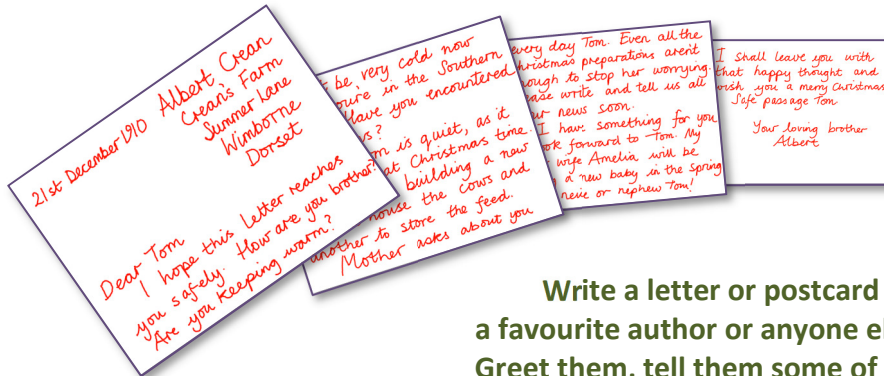 21st December 1910
Albert Crean
Crean's Farm
Summer Lane
Wimborne
Dorset
Dear Tom
I hope this letter reaches
you safely. How are you brother?
Are you keeping warm?
be, very cold now
you're in the Southern
Have you encountered
is quiet, as it
at Christmas time.
building a new
house the cows and
another to store the feed.
Mother asks about you
every day Tom. Even all the
Christmas preparations aren't
enough to stop her worrying.
Please write and tell us all
your news soon.
I have something for you
look forward to Tom. My
wife Amelia will be
a new baby in the Spring
neice or nephew Tom!
I shall leave you with
that happy thought and
wish you a merry Christmas
Safe passage Tom
Your loving brother
Albert
Write a letter or postcard
a favourite author or anyone
Greet them, tell them some of